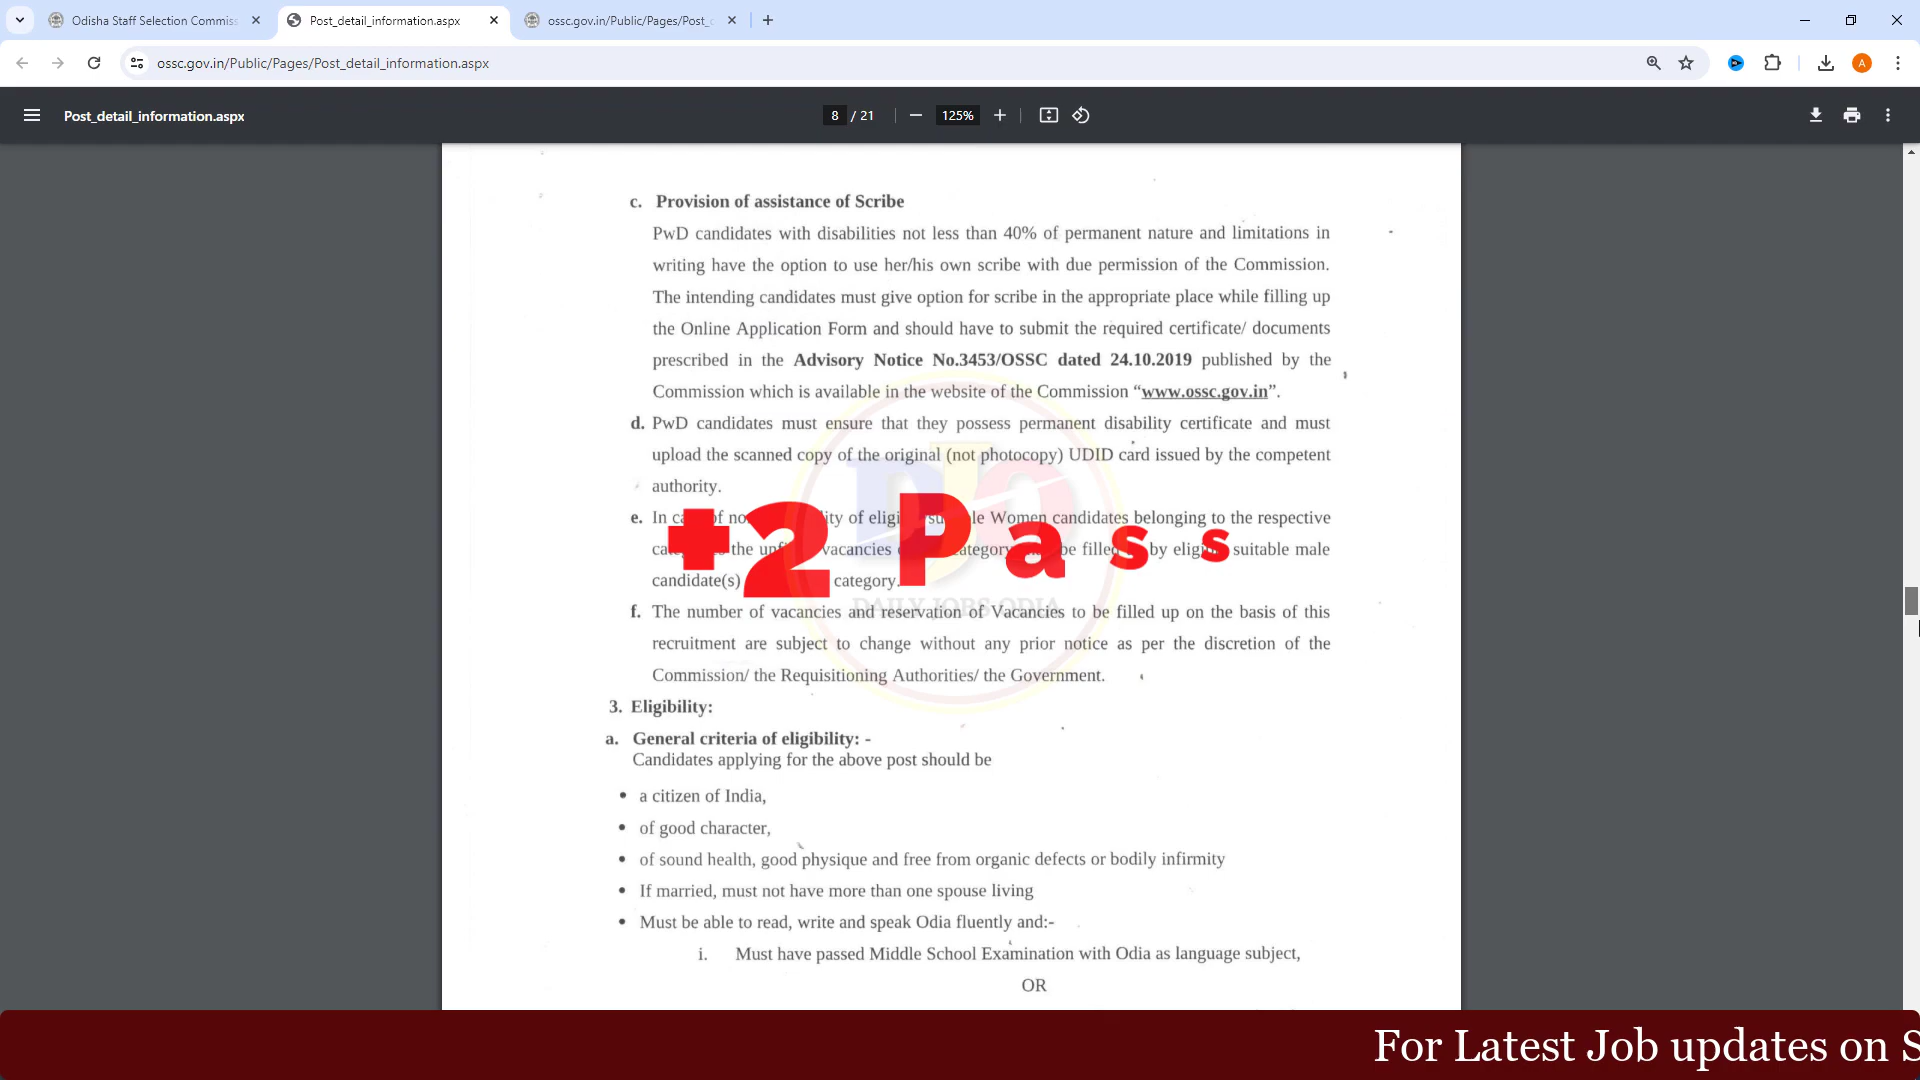 Odisha Staff Selection Commiss
Post_detail_information.aspx
ossc.gov.in/Public/Pages/Post_c
ossc.gov.in/Public/Pages/Post_detail_information.aspx
A
Post_detail_information.aspx
8 / 21
125%
c. Provision of assistance of Scribe
PwD candidates with disabilities not less than 40% of permanent nature and limitations in
writing have the option to use her/his own scribe with due permission of the Commission.
The intending candidates must give option for scribe in the appropriate place while filling up
the Online Application Form and should have to submit the required certificate/ documents
prescribed in the Advisory Notice No.3453/OSSC dated 24.10.2019 published by the
Commission which is available in the website of the Commission “www.ossc.gov.in”.
d. PwD candidates must ensure that they possess permanent disability certificate and must
upload the scanned copy of the original (not photocopy) UDID card issued by the competent
authority.
e. In of eligi Women candidates belonging to the respective
the vacancies category be filled by suitable male
candidate(s) category.
+2 Pass
DJO
DAILY JOBS ODIA
f. The number of vacancies and reservation of Vacancies to be filled up on the basis of this
recruitment are subject to change without any prior notice as per the discretion of the
Commission/ the Requisitioning Authorities/ the Government.
3. Eligibility:
a. General criteria of eligibility: -
Candidates applying for the above post should be
• a citizen of India,
• of good character,
• of sound health, good physique and free from organic defects or bodily infirmity
• If married, must not have more than one spouse living
• Must be able to read, write and speak Odia fluently and:-
i. Must have passed Middle School Examination with Odia as language subject,
OR
For Latest Job updates on S